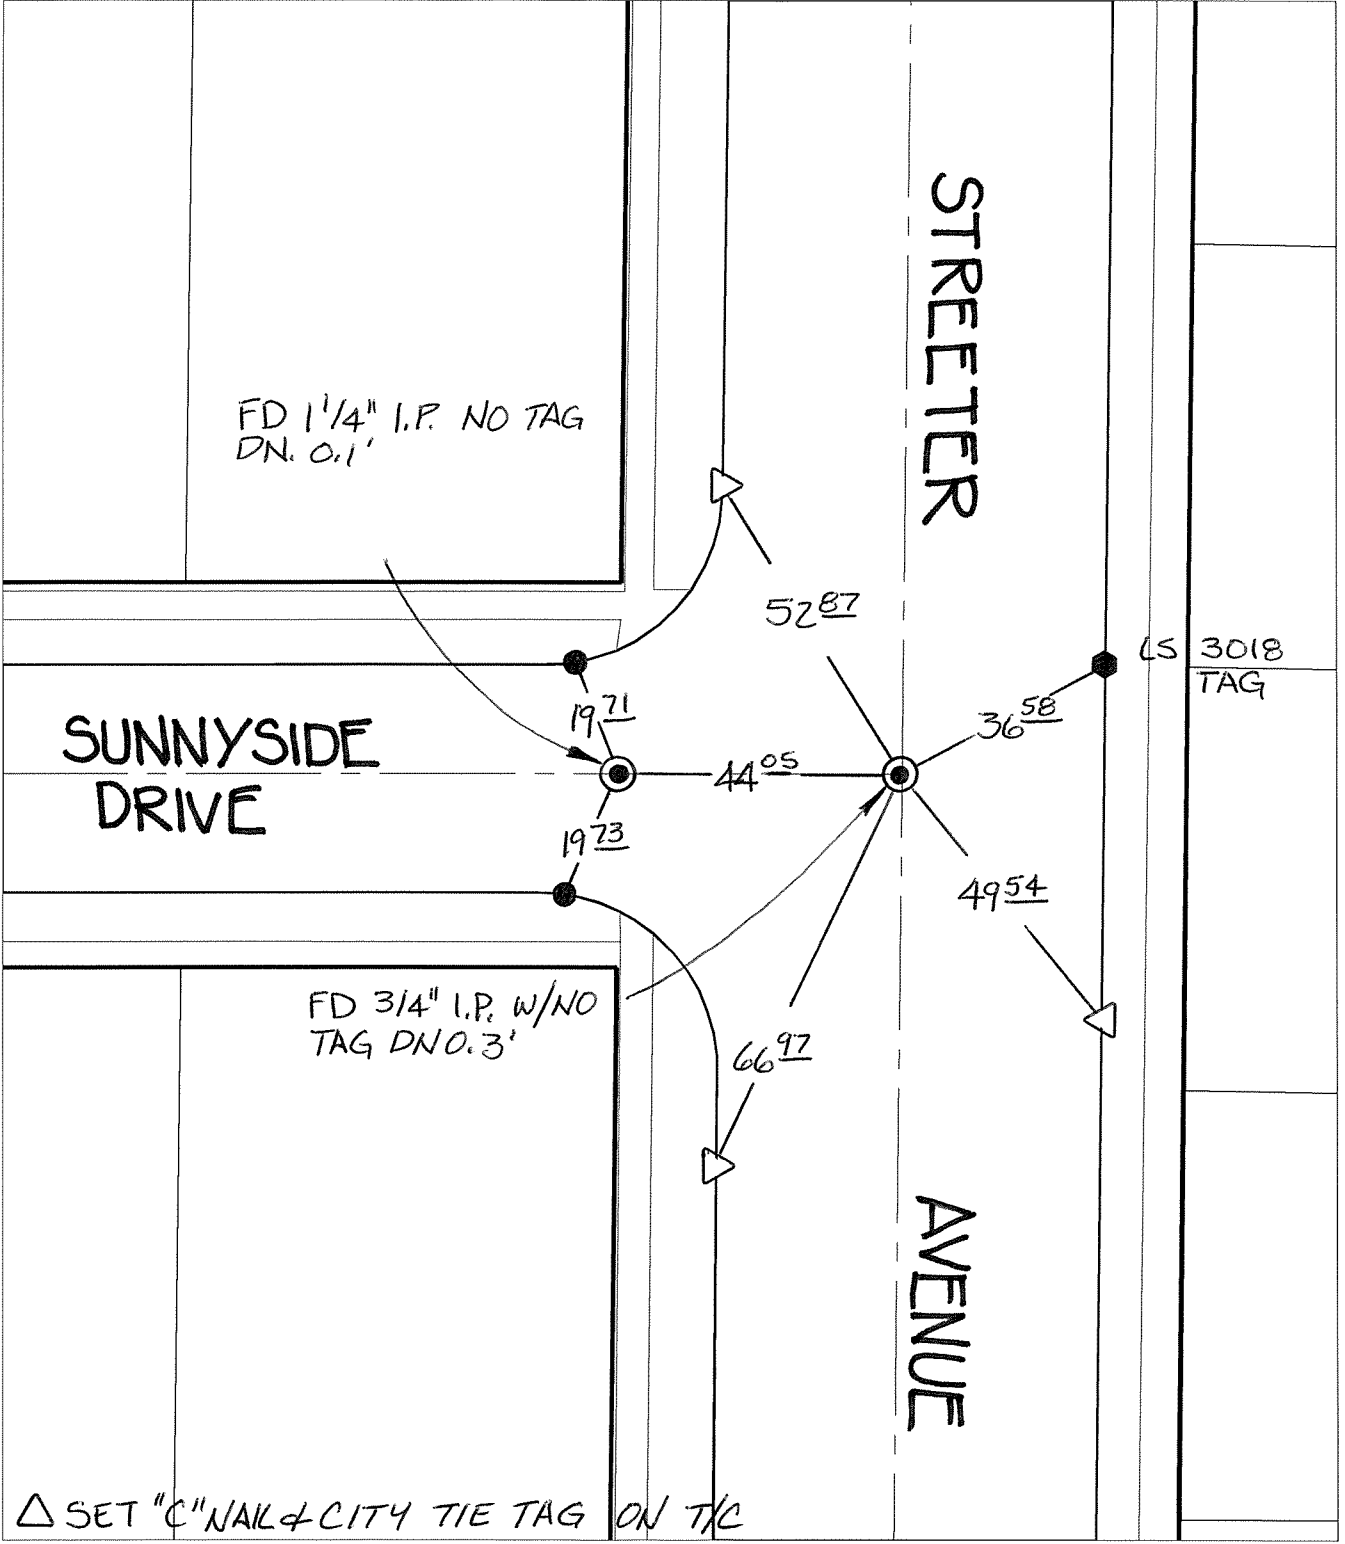 STREETER
FD 1 1/4" I.P. NO TAG
DN. 0.1'
52 87
LS 3018
TAG
36 58
19 71
SUNNYSIDE
DRIVE
44 05
19 73
49 54
FD 3/4" I.P. W/NO
TAG DN 0.3'
66 97
AVENUE
△ SET "C" NAIL & CITY TIE TAG ON T/C